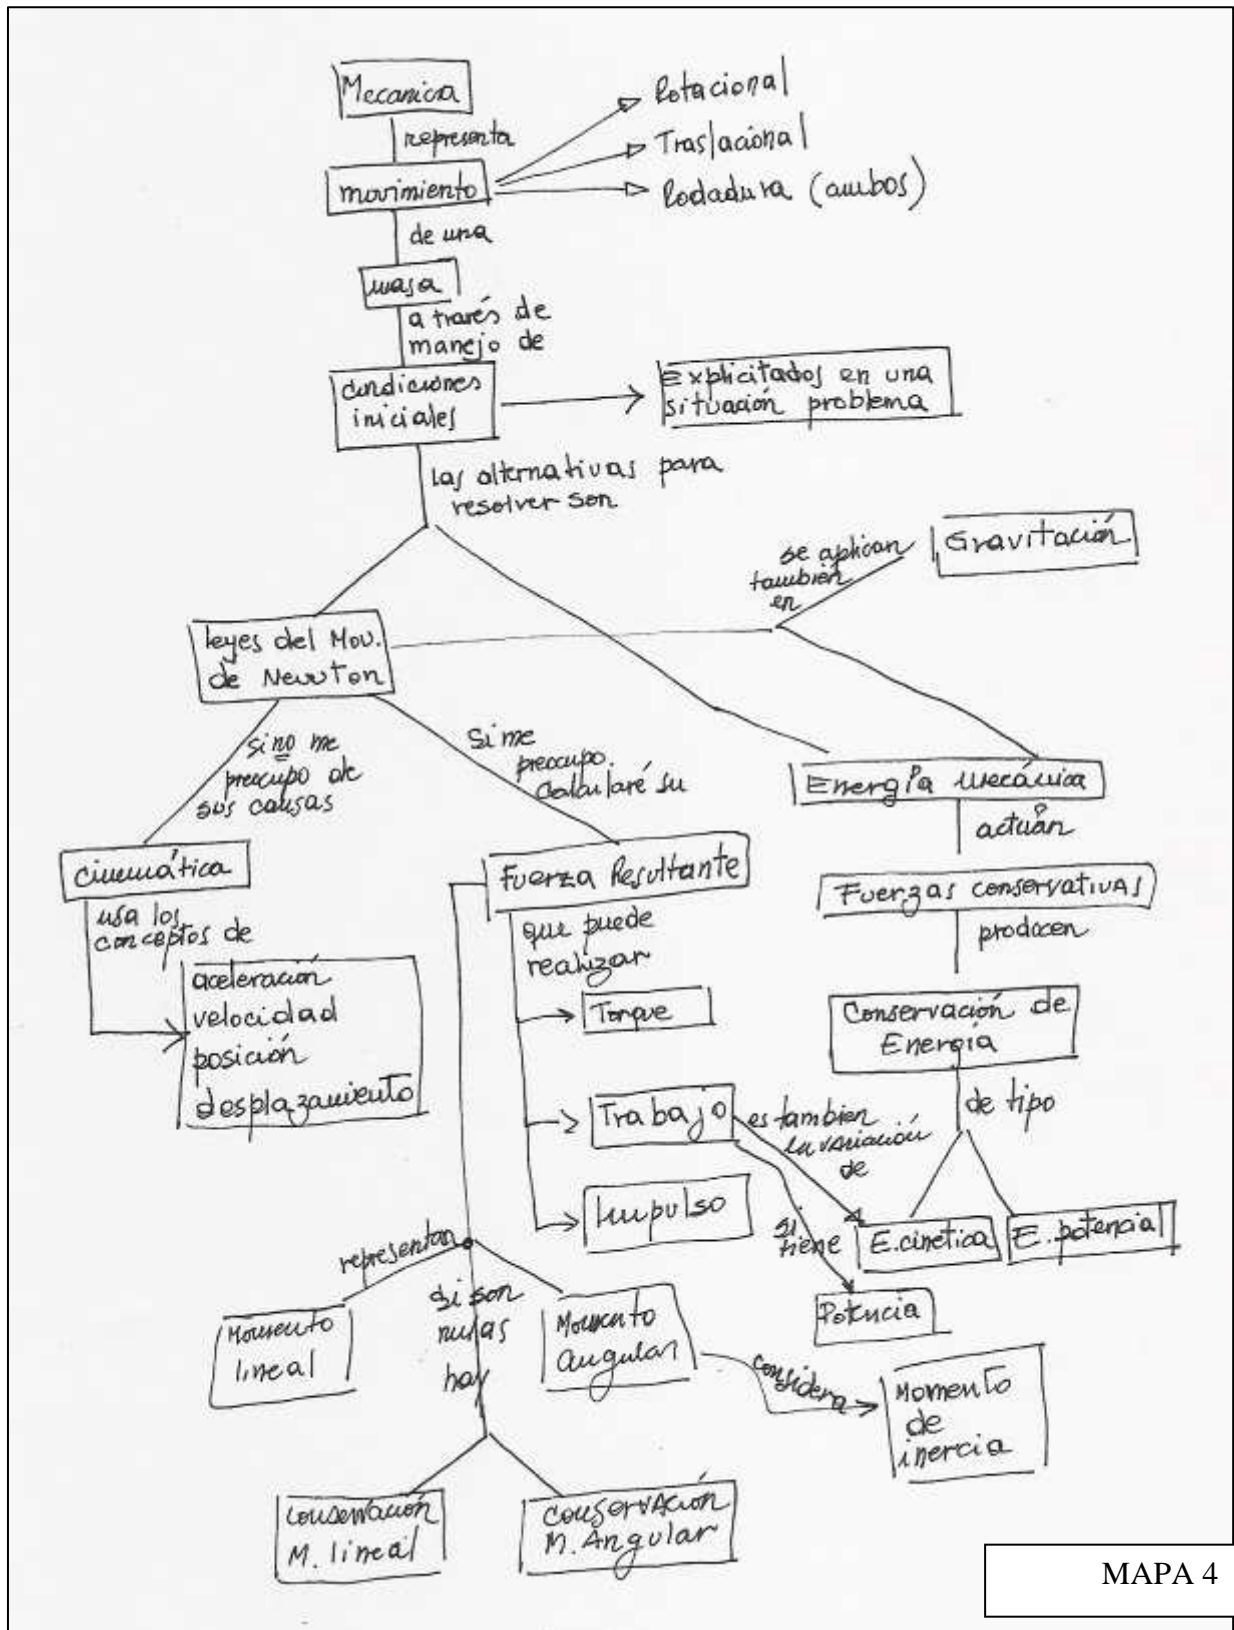 Mecanica
representa
Rotacional
Traslacional
Rodadura (ambos)
movimiento
de una
masa
a través de
manejo de
condiciones
iniciales
Explicitados en una
situación problema
las alternativas para
resolver son
se aplican
también
en
Gravitación
leyes del Mov.
de Newton
si no me
preocupo de
sus causas
Si me
preocupo.
Calcularé su
Energía mecánica
actúan
cinemática
usa los
conceptos de
aceleración
velocidad
posición
desplazamiento
Fuerza Resultante
que puede
realizar
Torque
Trabajo
Impulso
Fuerzas conservativas
producen
Conservación de
Energía
de tipo
es tambien
la variación
de
si
tiene
E.cinética
E.potencial
Potencia
representan
Momento
lineal
si son
nulas
hay
Momento
angular
considera
Momento
de
inercia
Conservación
M. lineal
Conservación
M. Angular
MAPA 4